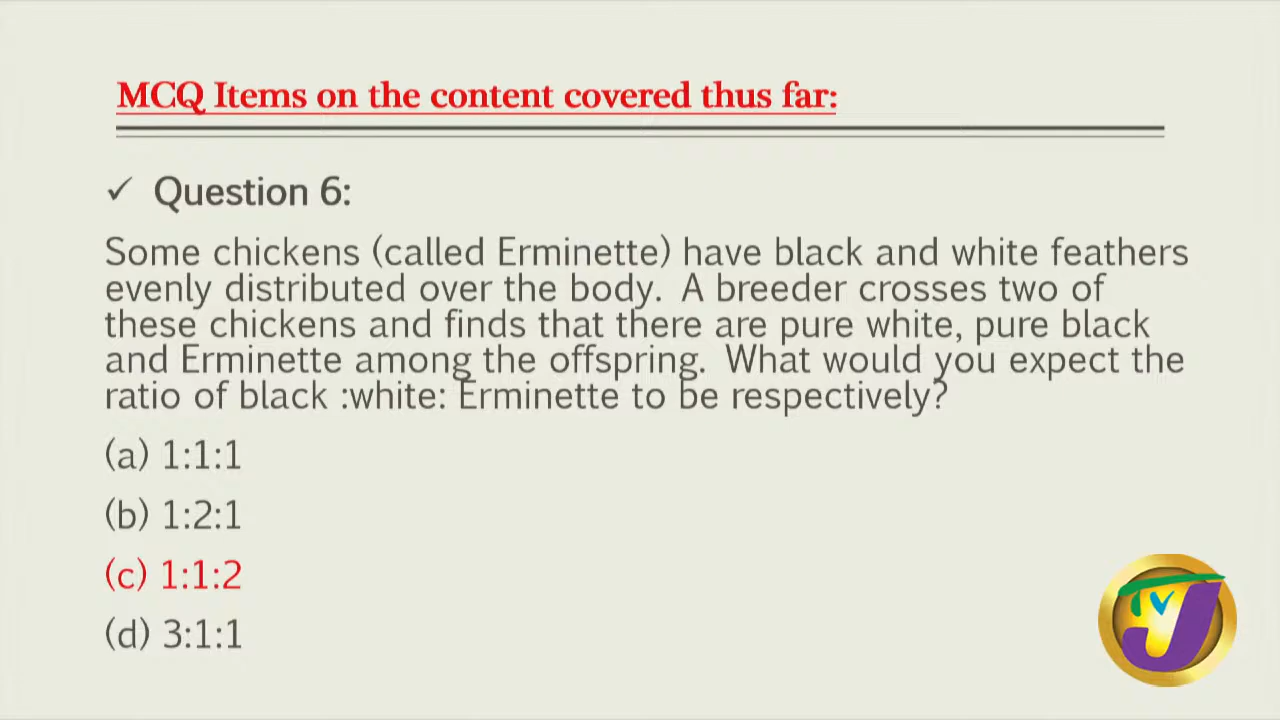 MCQ Items on the content covered thus far:
✓ Question 6:
Some chickens (called Erminette) have black and white feathers
evenly distributed over the body. A breeder crosses two of
these chickens and finds that there are pure white, pure black
and Erminette among the offspring. What would you expect the
ratio of black :white: Erminette to be respectively?
(a) 1:1:1
(b) 1:2:1
(c) 1:1:2
(d) 3:1:1
TVJ